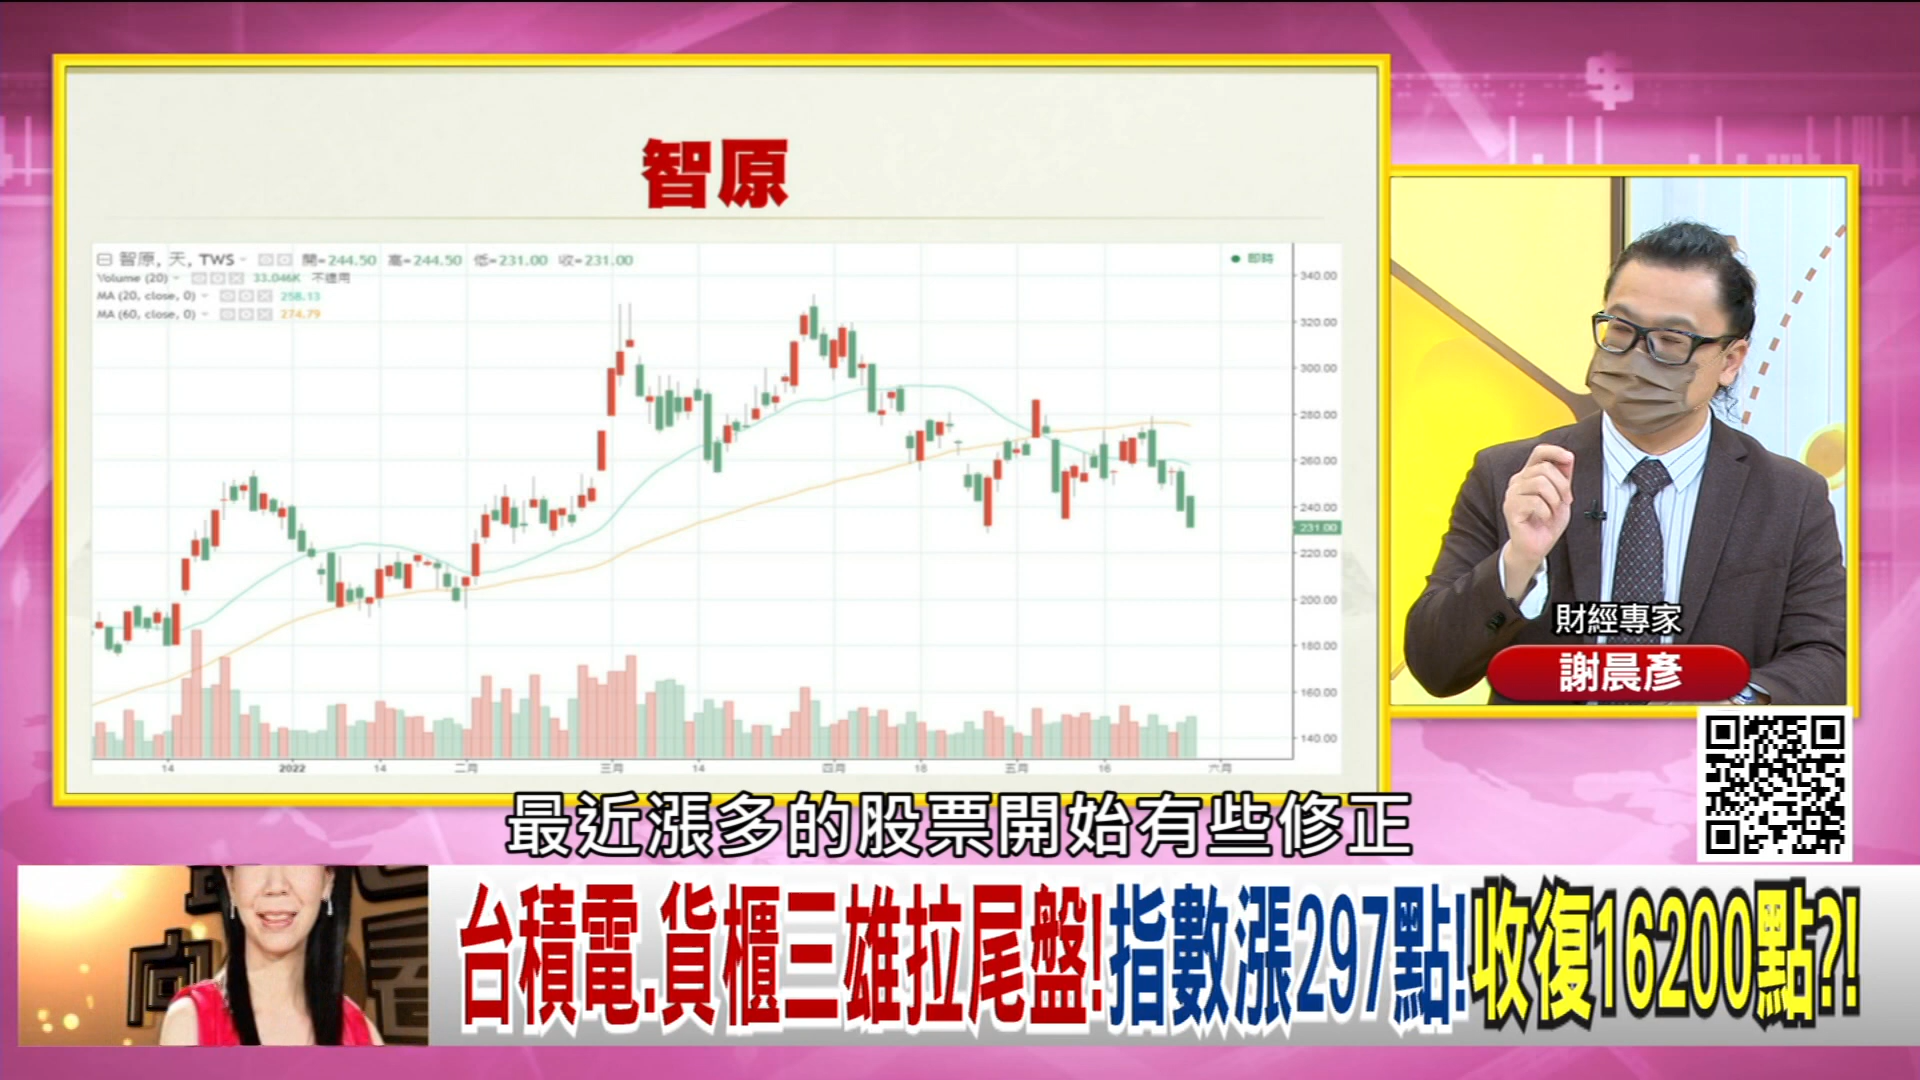 智原
智原, 天, TWS 開=244.50 高=244.50 低=231.00 收=231.00
即時
Volume (20) 33.046K 不適用
MA (20, close, 0) 258.13
MA (60, close, 0) 274.79
340.00
320.00
300.00
280.00
260.00
240.00
231.00
220.00
200.00
180.00
160.00
140.00
14 2022 14 二月 三月 14 四月 18 五月 16 六月
財經專家
謝晨彥
最近漲多的股票開始有些修正
台積電.貨櫃三雄拉尾盤!指數漲297點!收復16200點?!
向